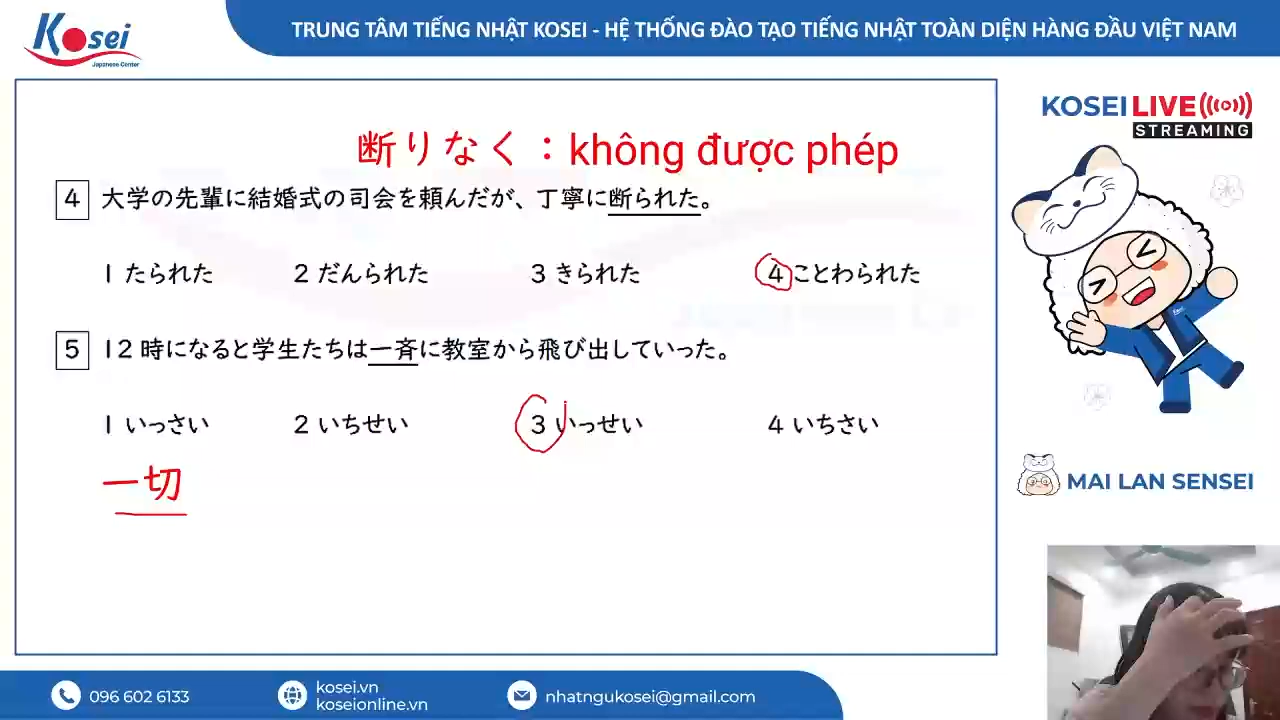 Kosei
Japanese Center
TRUNG TÂM TIẾNG NHẬT KOSEI - HỆ THỐNG ĐÀO TẠO TIẾNG NHẬT TOÀN DIỆN HÀNG ĐẦU VIỆT NAM
KOSEI LIVE
STREAMING
断りなく：không được phép
4 大学の先輩に結婚式の司会を頼んだが、丁寧に断られた。
1 たられた 2 だんられた 3 きられた 4 ことわられた
5 12時になると学生たちは一斉に教室から飛び出していった。
1 いっさい 2 いちせい 3 いっせい 4 いちさい
一切
MAI LAN SENSEI
096 602 6133
kosei.vn
koseionline.vn
nhatngukosei@gmail.com